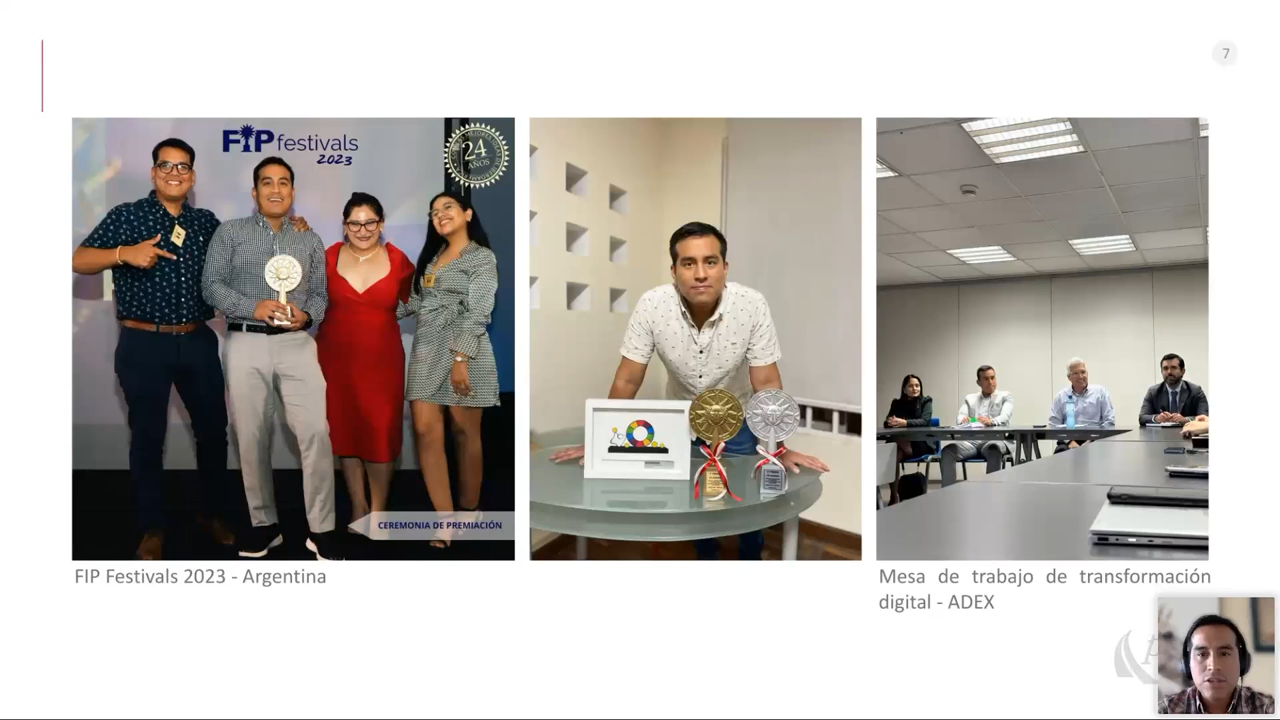 7
FIP festivals
2023
24
AÑOS
CEREMONIA DE PREMIACIÓN
FIP Festivals 2023 - Argentina
Mesa de trabajo de transformación
digital - ADEX